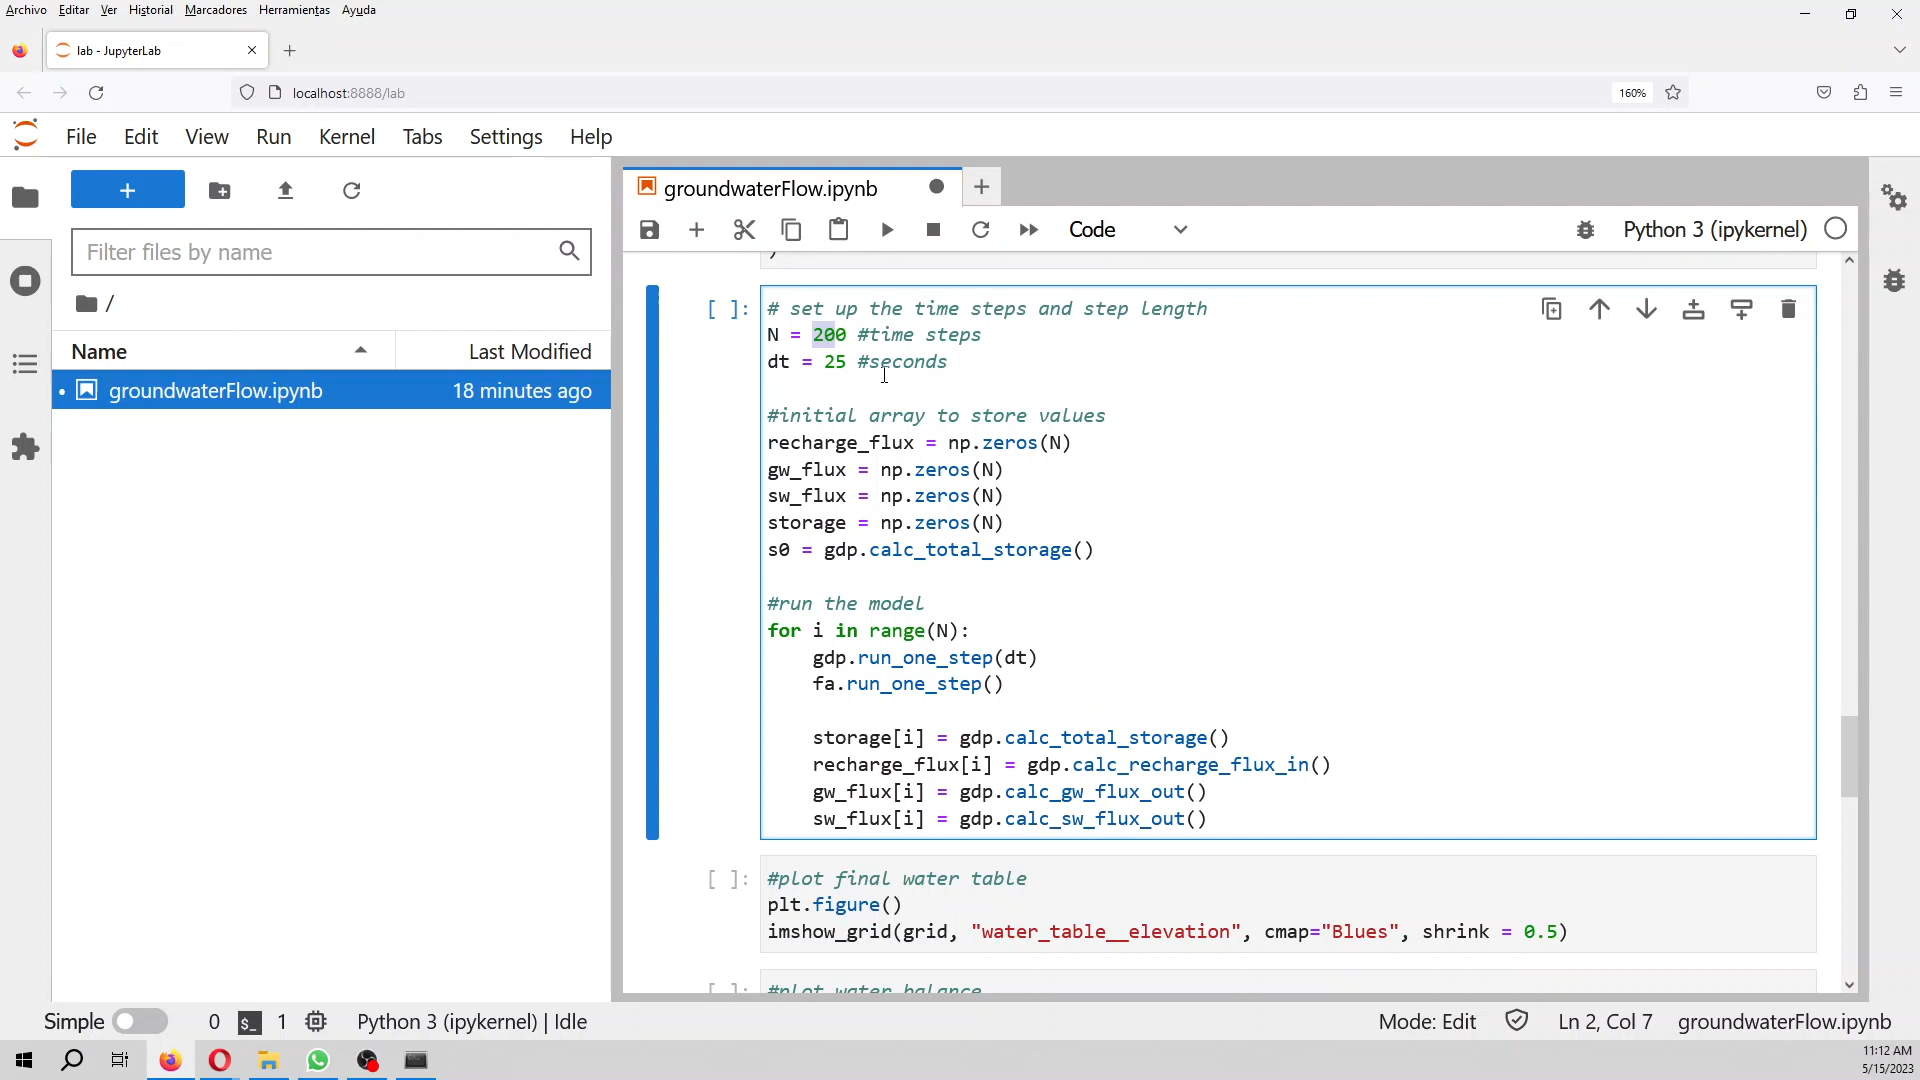 Archivo Editar Ver Historial Marcadores Herramientas Ayuda
lab - JupyterLab
localhost:8888/lab
160%
File Edit View Run Kernel Tabs Settings Help
groundwaterFlow.ipynb
Code
Python 3 (ipykernel)
Filter files by name
/
Name Last Modified
groundwaterFlow.ipynb 18 minutes ago
)
[ ]:
# set up the time steps and step length
N = 200 #time steps
dt = 25 #seconds
#initial array to store values
recharge_flux = np.zeros(N)
gw_flux = np.zeros(N)
sw_flux = np.zeros(N)
storage = np.zeros(N)
s0 = gdp.calc_total_storage()
#run the model
for i in range(N):
gdp.run_one_step(dt)
fa.run_one_step()
storage[i] = gdp.calc_total_storage()
recharge_flux[i] = gdp.calc_recharge_flux_in()
gw_flux[i] = gdp.calc_gw_flux_out()
sw_flux[i] = gdp.calc_sw_flux_out()
[ ]:
#plot final water table
plt.figure()
imshow_grid(grid, "water_table__elevation", cmap="Blues", shrink = 0.5)
[ ]:
#plot water balance
Simple 0 $_ 1 Python 3 (ipykernel) | Idle Mode: Edit Ln 2, Col 7 groundwaterFlow.ipynb
11:12 AM
5/15/2023